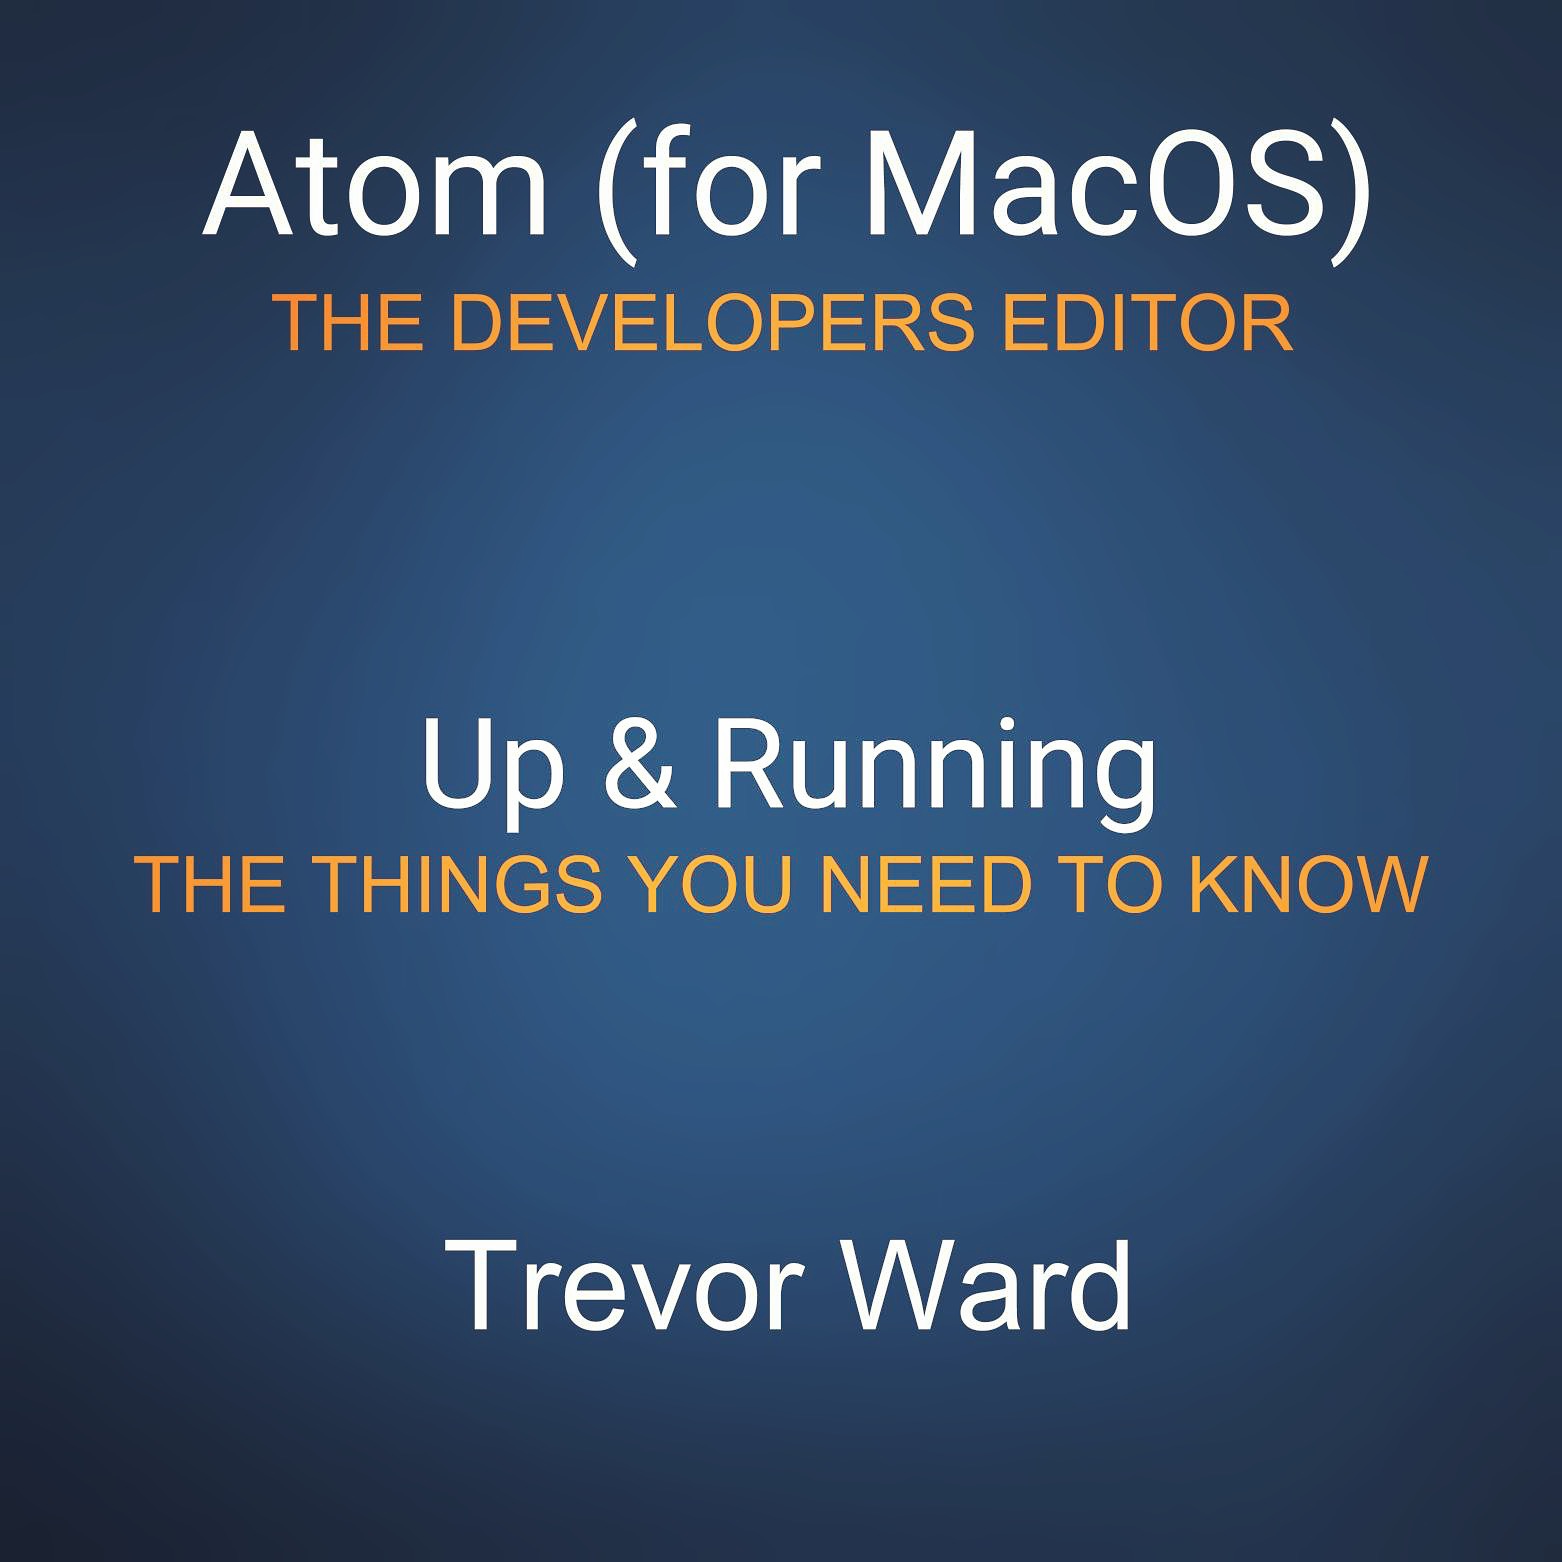 Atom (for MacOS)
THE DEVELOPERS EDITOR
Up & Running
THE THINGS YOU NEED TO KNOW
Trevor Ward